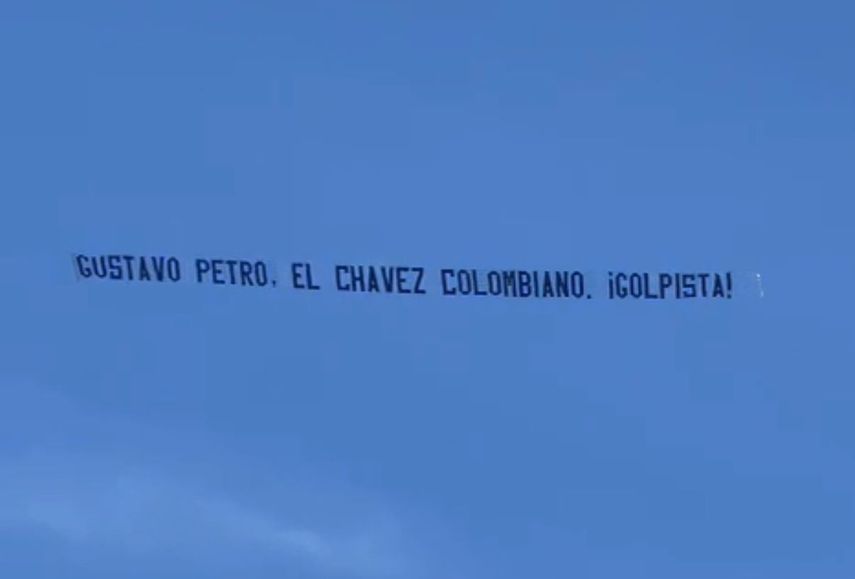 ¡GUSTAVO PETRO, EL CHAVEZ COLOMBIANO. ¡GOLPISTA!